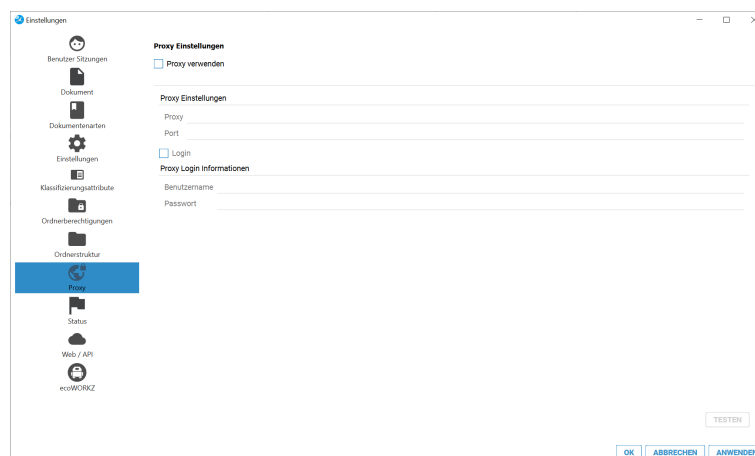 Einstellungen
Benutzer Sitzungen
Dokument
Dokumentenarten
Einstellungen
Klassifizierungsattribute
Ordnerberechtigungen
Ordnerstruktur
Proxy
Status
Web / API
ecoWORKZ
Proxy Einstellungen
Proxy verwenden
Proxy Einstellungen
Proxy
Port
Login
Proxy Login Informationen
Benutzername
Passwort
TESTEN
OK ABBRECHEN ANWENDEN